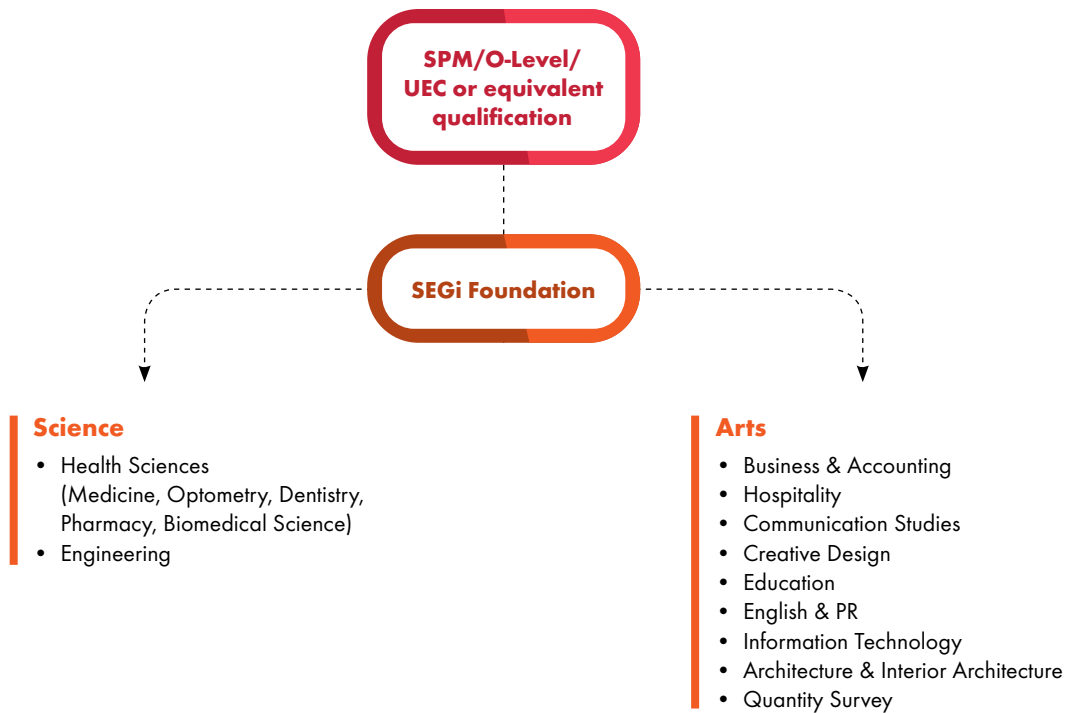 SPM/O-Level/
UEC or equivalent
qualification
SEGi Foundation
Science
• Health Sciences
(Medicine, Optometry, Dentistry,
Pharmacy, Biomedical Science)
• Engineering
Arts
• Business & Accounting
• Hospitality
• Communication Studies
• Creative Design
• Education
• English & PR
• Information Technology
• Architecture & Interior Architecture
• Quantity Survey